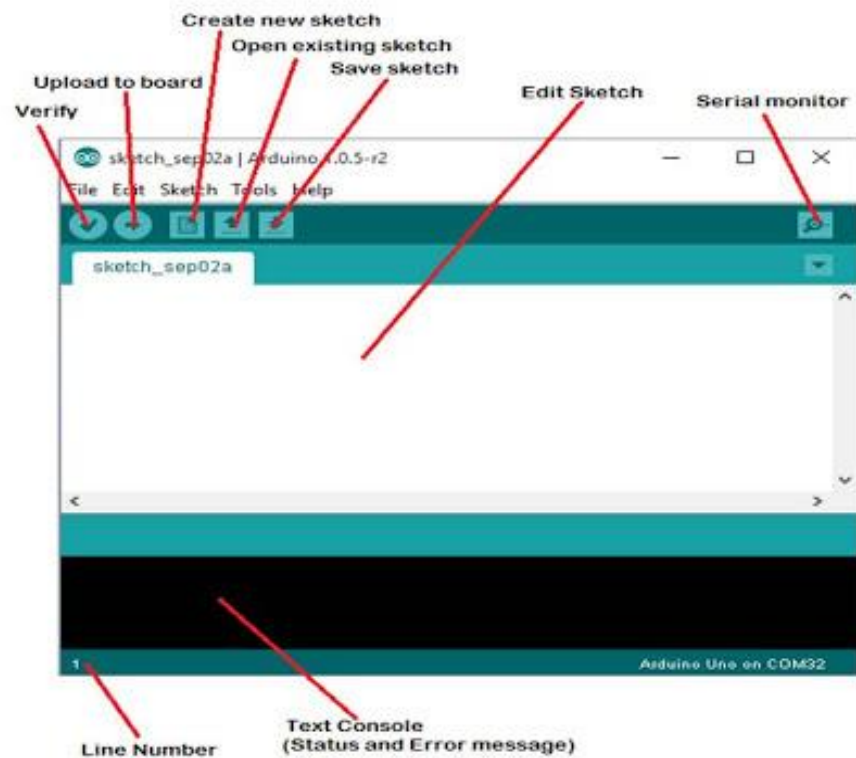 Create new sketch
Open existing sketch
Save sketch
Upload to board
Edit Sketch
Serial monitor
Verify
sketch_sep02a | Arduino 1.0.5-r2
File Edit Sketch Tools Help
sketch_sep02a
1
Arduino Uno on COM32
Text Console
(Status and Error message)
Line Number